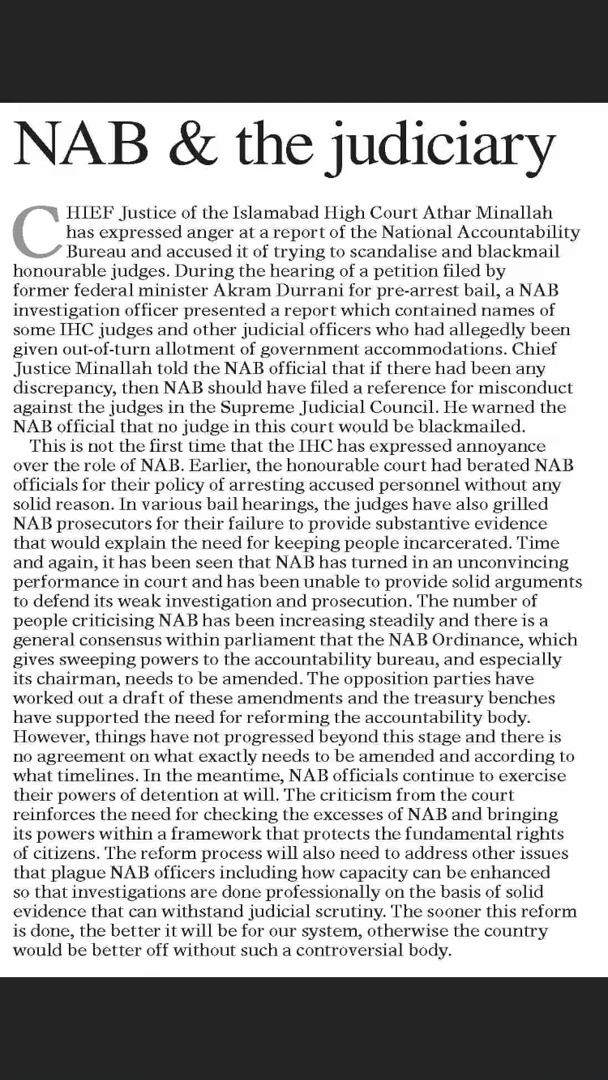 NAB & the judiciary
CHIEF Justice of the Islamabad High Court Athar Minallah
has expressed anger at a report of the National Accountability
Bureau and accused it of trying to scandalise and blackmail
honourable judges. During the hearing of a petition filed by
former federal minister Akram Durrani for pre-arrest bail, a NAB
investigation officer presented a report which contained names of
some IHC judges and other judicial officers who had allegedly been
given out-of-turn allotment of government accommodations. Chief
Justice Minallah told the NAB official that if there had been any
discrepancy, then NAB should have filed a reference for misconduct
against the judges in the Supreme Judicial Council. He warned the
NAB official that no judge in this court would be blackmailed.
This is not the first time that the IHC has expressed annoyance
over the role of NAB. Earlier, the honourable court had berated NAB
officials for their policy of arresting accused personnel without any
solid reason. In various bail hearings, the judges have also grilled
NAB prosecutors for their failure to provide substantive evidence
that would explain the need for keeping people incarcerated. Time
and again, it has been seen that NAB has turned in an unconvincing
performance in court and has been unable to provide solid arguments
to defend its weak investigation and prosecution. The number of
people criticising NAB has been increasing steadily and there is a
general consensus within parliament that the NAB Ordinance, which
gives sweeping powers to the accountability bureau, and especially
its chairman, needs to be amended. The opposition parties have
worked out a draft of these amendments and the treasury benches
have supported the need for reforming the accountability body.
However, things have not progressed beyond this stage and there is
no agreement on what exactly needs to be amended and according to
what timelines. In the meantime, NAB officials continue to exercise
their powers of detention at will. The criticism from the court
reinforces the need for checking the excesses of NAB and bringing
its powers within a framework that protects the fundamental rights
of citizens. The reform process will also need to address other issues
that plague NAB officers including how capacity can be enhanced
so that investigations are done professionally on the basis of solid
evidence that can withstand judicial scrutiny. The sooner this reform
is done, the better it will be for our system, otherwise the country
would be better off without such a controversial body.